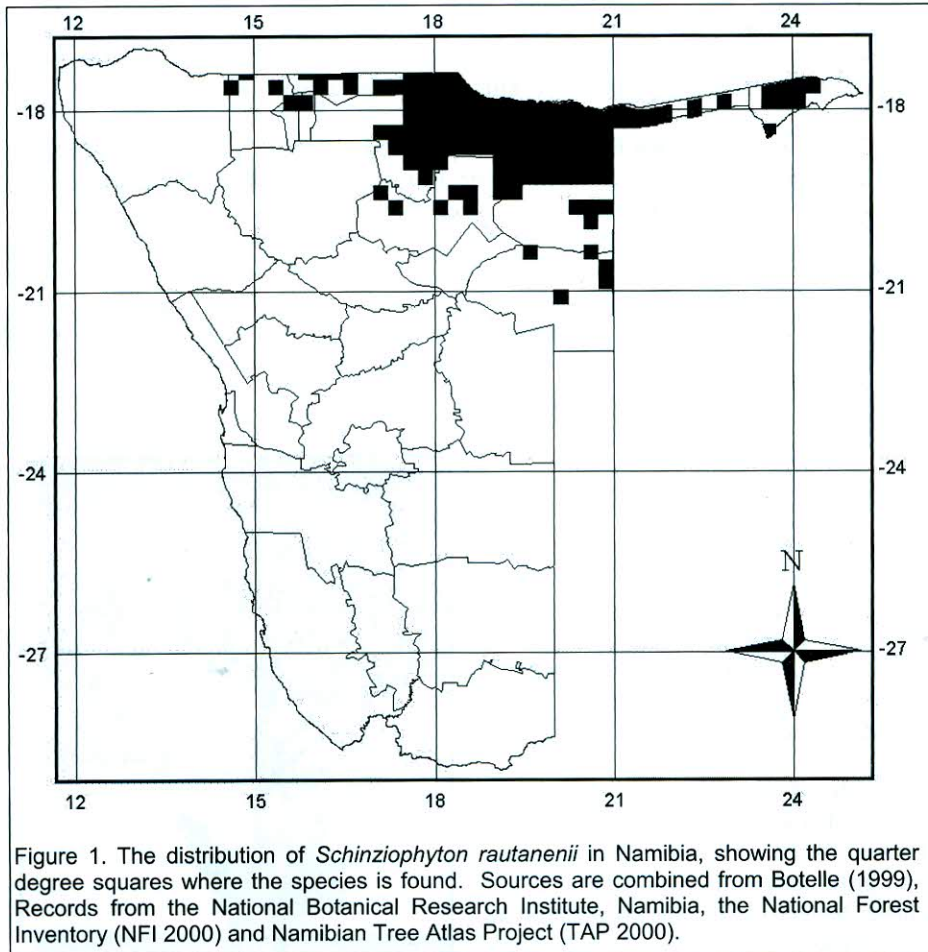 12 15 18 21 24
-18 -18
-21 -21
-24 -24
N
-27 -27
12 15 18 21 24
Figure 1. The distribution of Schinziophyton rautanenii in Namibia, showing the quarter
degree squares where the species is found. Sources are combined from Botelle (1999),
Records from the National Botanical Research Institute, Namibia, the National Forest
Inventory (NFI 2000) and Namibian Tree Atlas Project (TAP 2000).